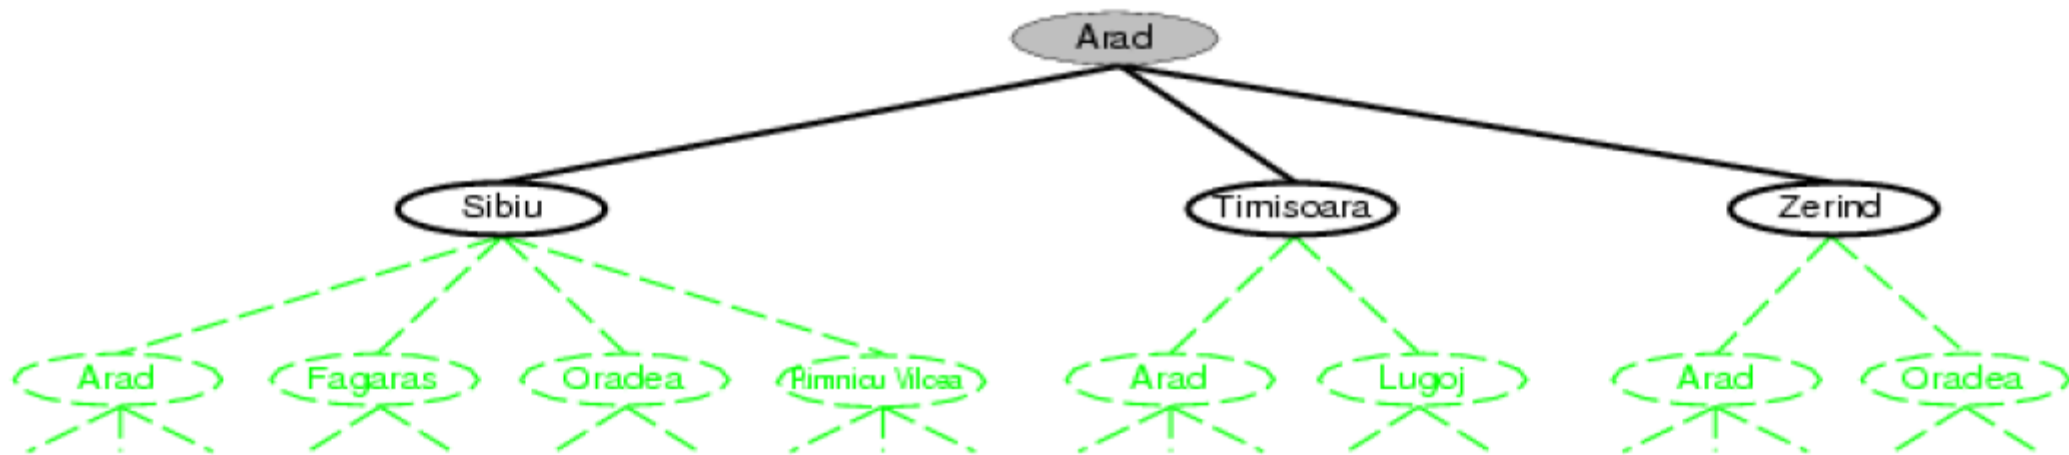 Arad
Sibiu
Timisoara
Zerind
Arad
Fagaras
Oradea
Rimnicu Vilcea
Arad
Lugoj
Arad
Oradea